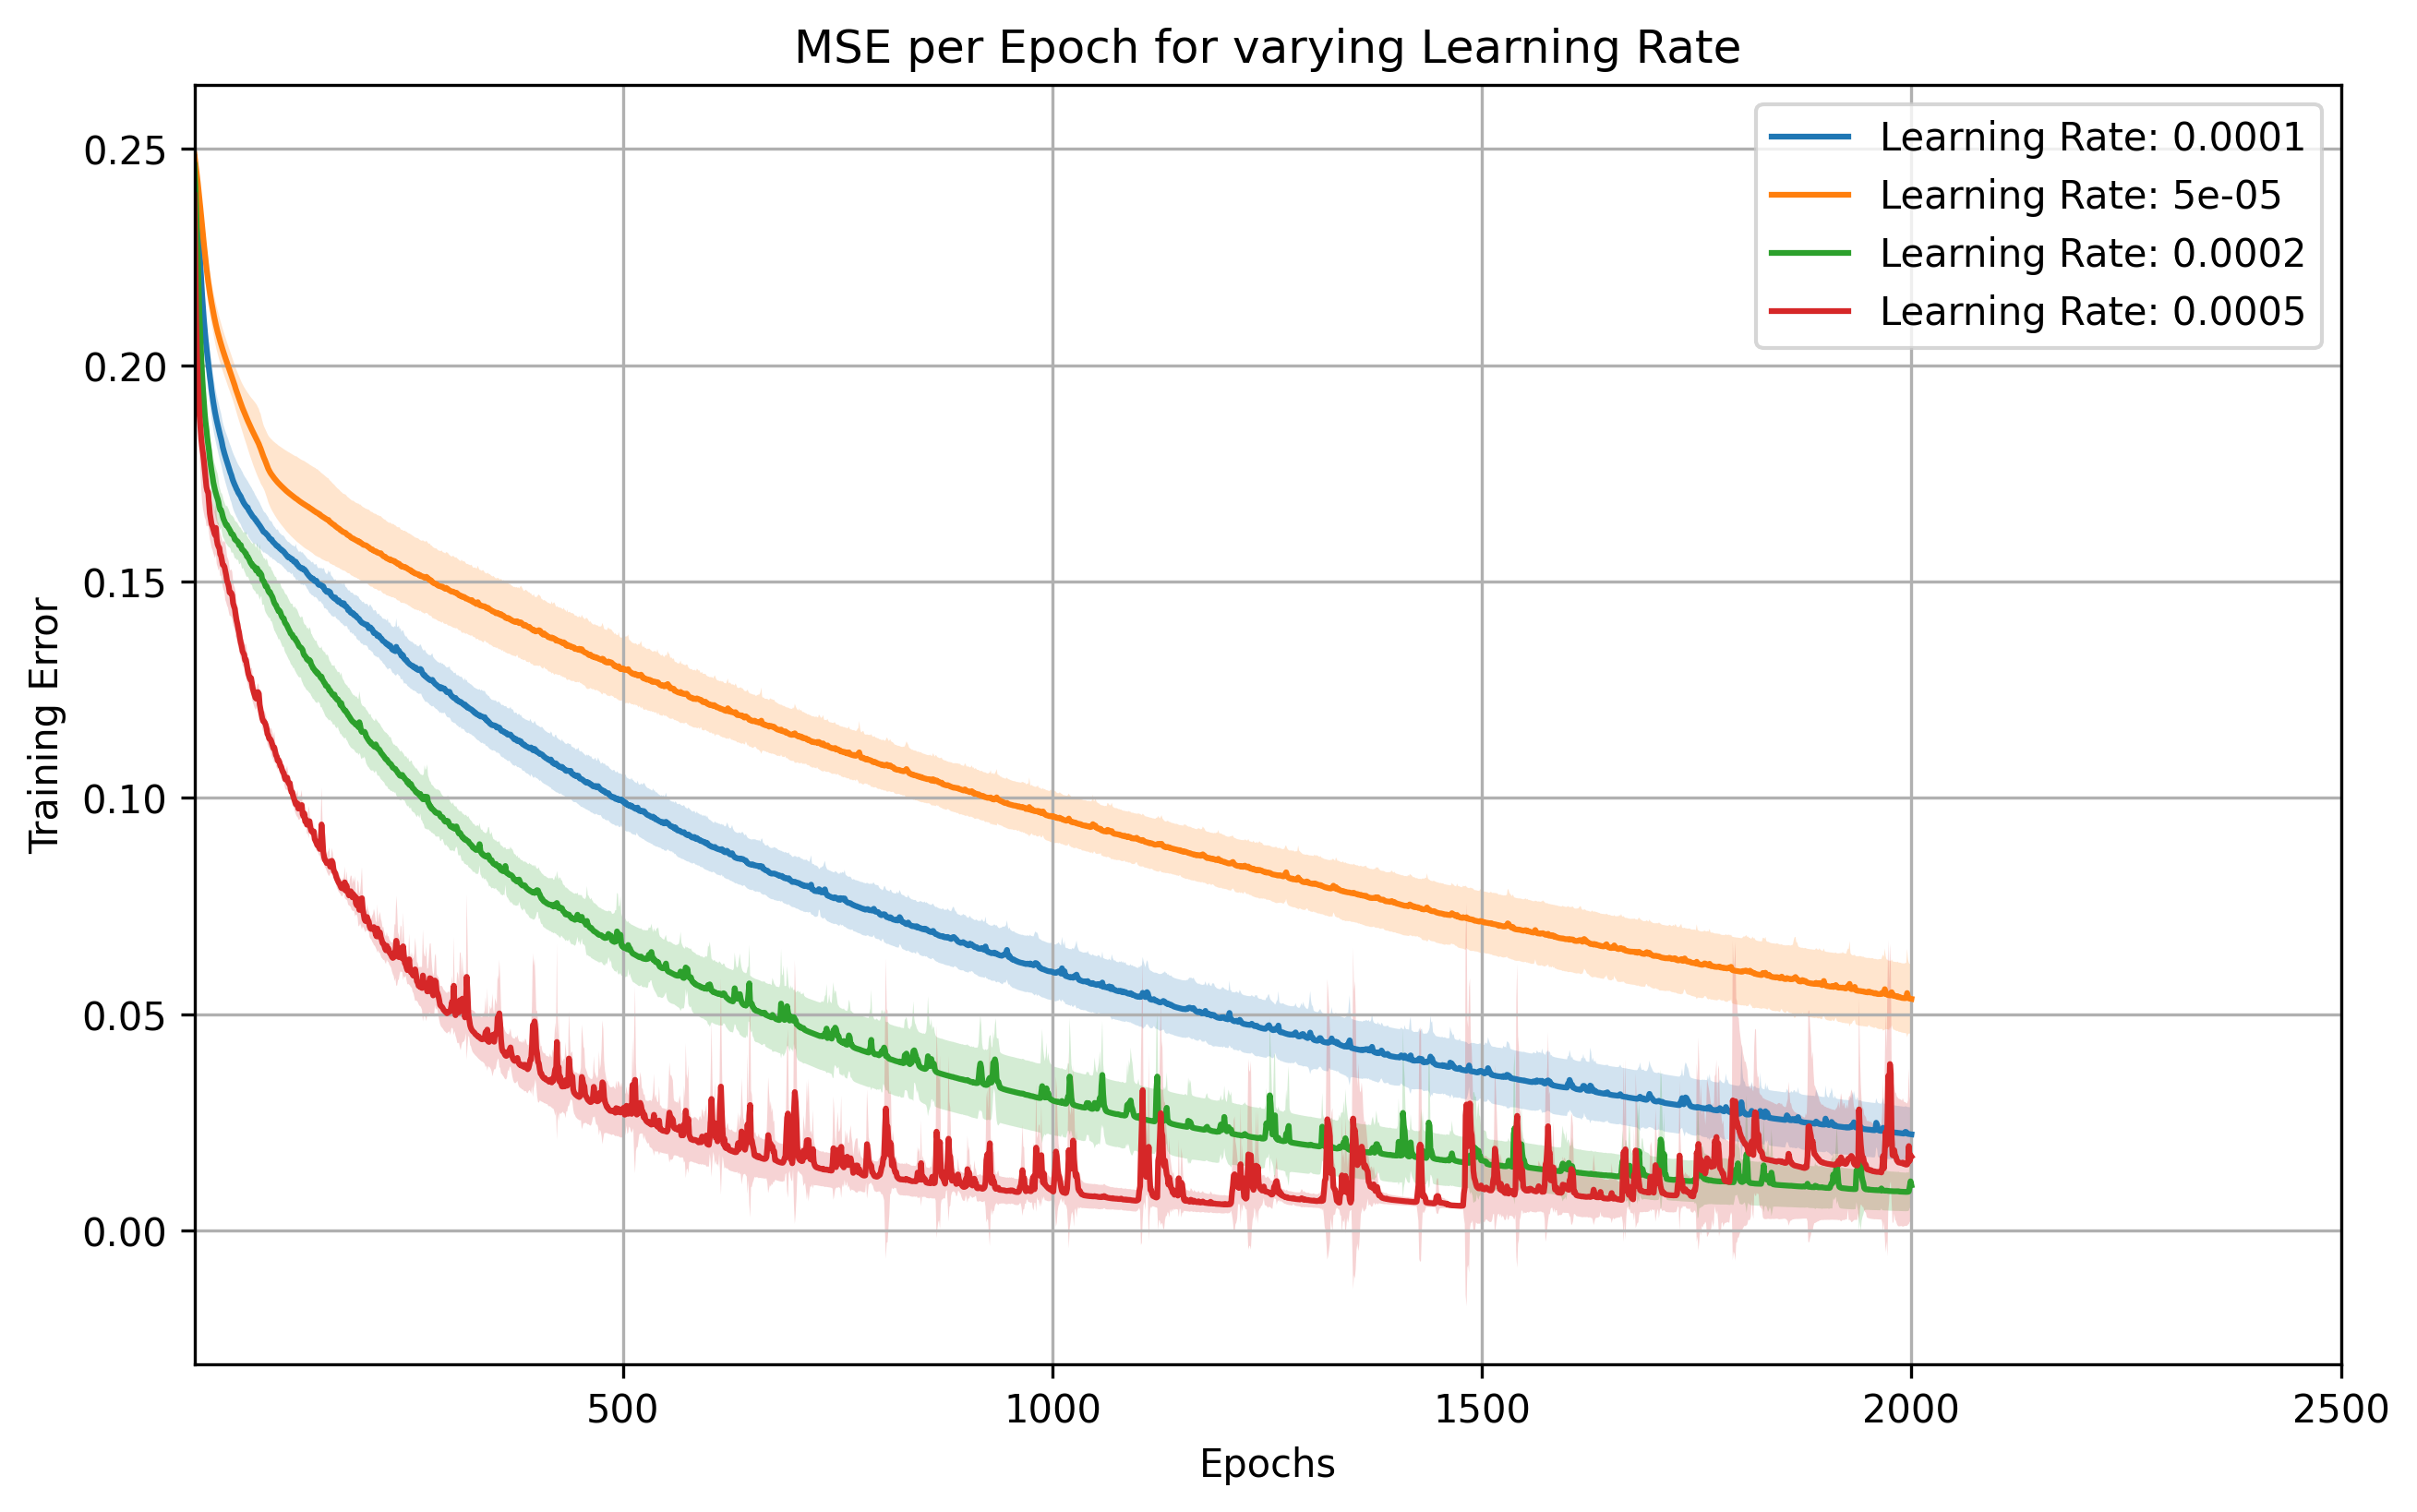 MSE per Epoch for varying Learning Rate
Learning Rate: 0.0001
Learning Rate: 5e-05
Learning Rate: 0.0002
Learning Rate: 0.0005
Training Error
0.25
0.20
0.15
0.10
0.05
0.00
500 1000 1500 2000 2500
Epochs